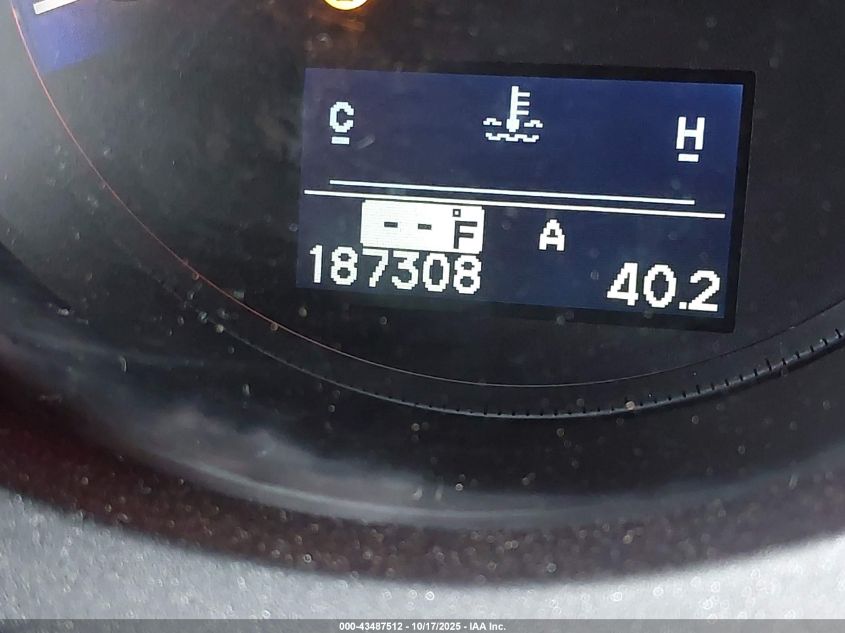 C H
-- °F A
187308 40.2
000-43487512 - 10/17/2025 - IAA Inc.